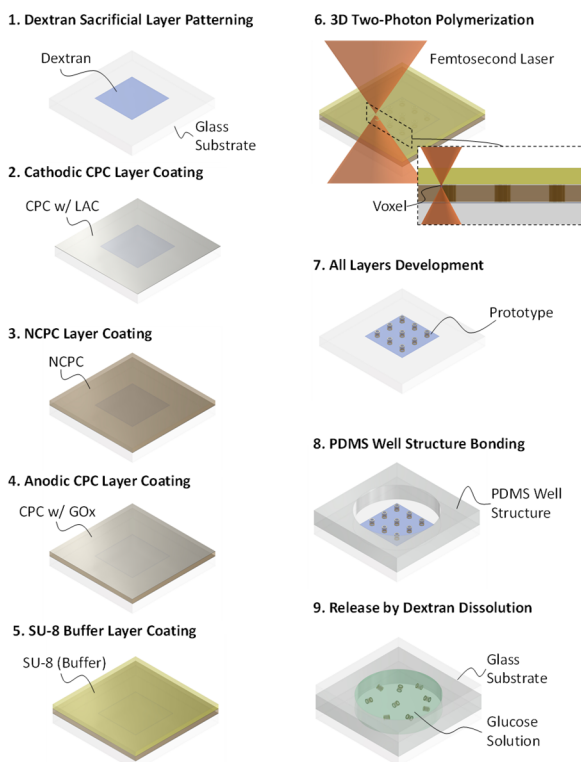 1. Dextran Sacrificial Layer Patterning
Dextran
Glass
Substrate
2. Cathodic CPC Layer Coating
CPC w/ LAC
3. NCPC Layer Coating
NCPC
4. Anodic CPC Layer Coating
CPC w/ GOx
5. SU-8 Buffer Layer Coating
SU-8 (Buffer)
6. 3D Two-Photon Polymerization
Femtosecond Laser
Voxel
7. All Layers Development
Prototype
8. PDMS Well Structure Bonding
PDMS Well
Structure
9. Release by Dextran Dissolution
Glass
Substrate
Glucose
Solution